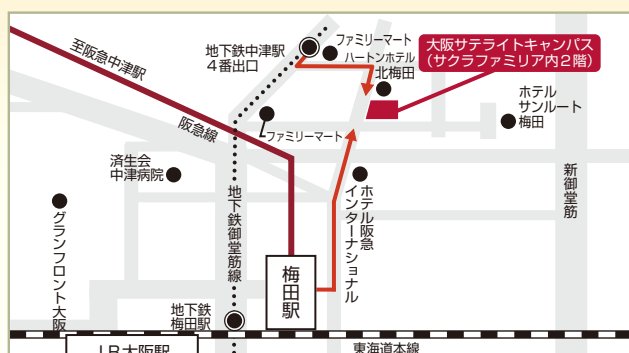 至阪急中津駅
地下鉄中津駅
4番出口
ファミリーマート
ハートンホテル
北梅田
大阪サテライトキャンパス
(サクラファミリア内2階)
ホテル
サンルート
梅田
阪急線
ファミリーマート
済生会
中津病院
地下鉄御堂筋線
ホテル阪急
インターナショナル
新御堂筋
グランフロント大阪
梅田駅
地下鉄
梅田駅
東海道本線
JR大阪駅